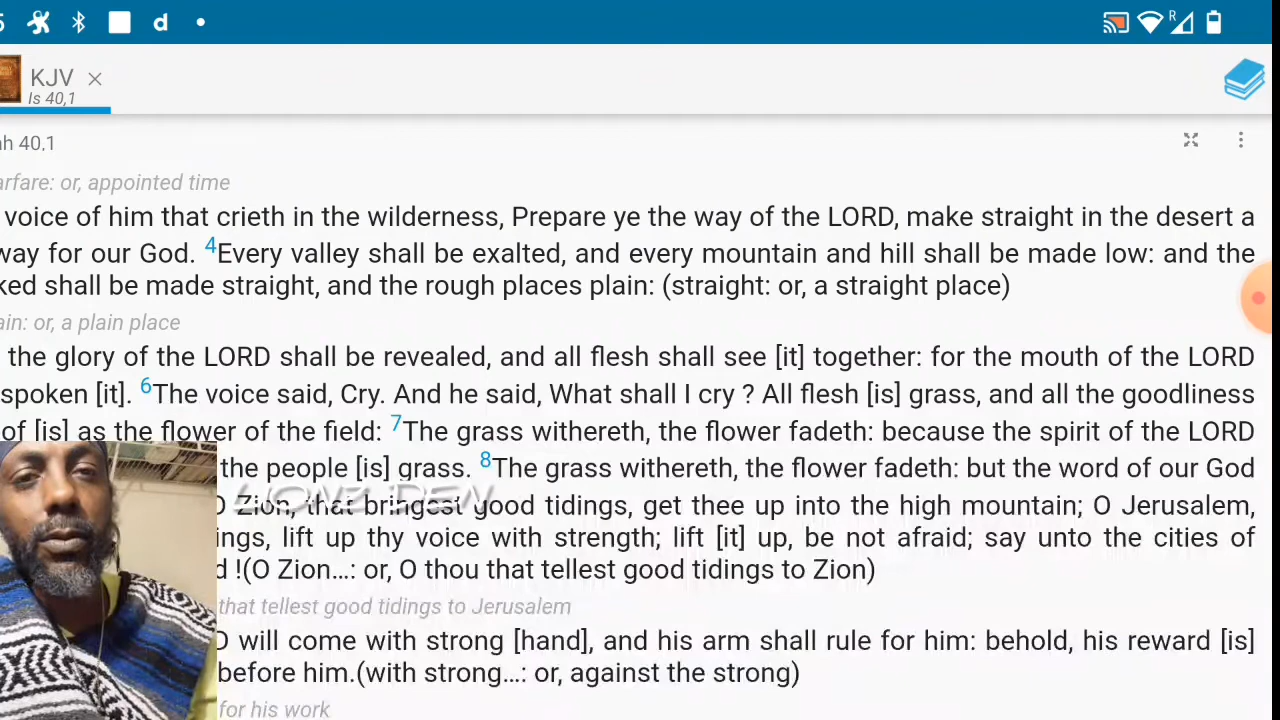 d
R
KJV
Is 40,1
ah 40,1
arfare: or, appointed time
voice of him that crieth in the wilderness, Prepare ye the way of the LORD, make straight in the desert a
way for our God. 4Every valley shall be exalted, and every mountain and hill shall be made low: and the
ked shall be made straight, and the rough places plain: (straight: or, a straight place)
ain: or, a plain place
the glory of the LORD shall be revealed, and all flesh shall see [it] together: for the mouth of the LORD
spoken [it]. 6The voice said, Cry. And he said, What shall I cry ? All flesh [is] grass, and all the goodliness
of [is] as the flower of the field: 7The grass withereth, the flower fadeth: because the spirit of the LORD
the people [is] grass. 8The grass withereth, the flower fadeth: but the word of our God
LIONZ DEN
O Zion, that bringest good tidings, get thee up into the high mountain; O Jerusalem,
ings, lift up thy voice with strength; lift [it] up, be not afraid; say unto the cities of
d !(O Zion...: or, O thou that tellest good tidings to Zion)
that tellest good tidings to Jerusalem
D will come with strong [hand], and his arm shall rule for him: behold, his reward [is]
before him.(with strong...: or, against the strong)
for his work